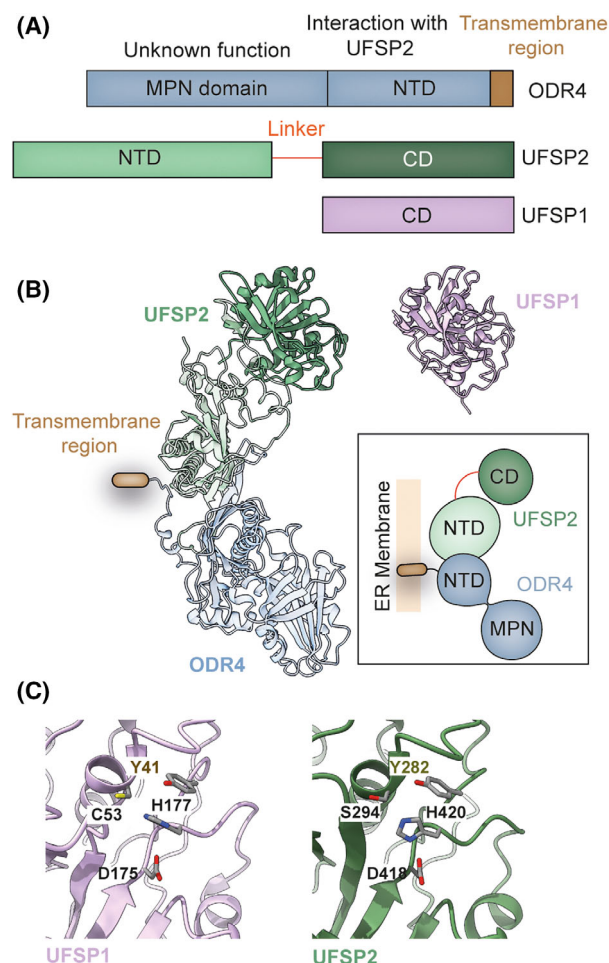 (A)
Unknown function
Interaction with
UFSP2
Transmembrane
region
MPN domain
NTD
ODR4
Linker
NTD
CD
UFSP2
CD
UFSP1
(B)
UFSP2
UFSP1
Transmembrane
region
ODR4
ER Membrane
CD
NTD
UFSP2
NTD
ODR4
MPN
(C)
Y41
C53
H177
D175
UFSP1
Y282
S294
H420
D418
UFSP2